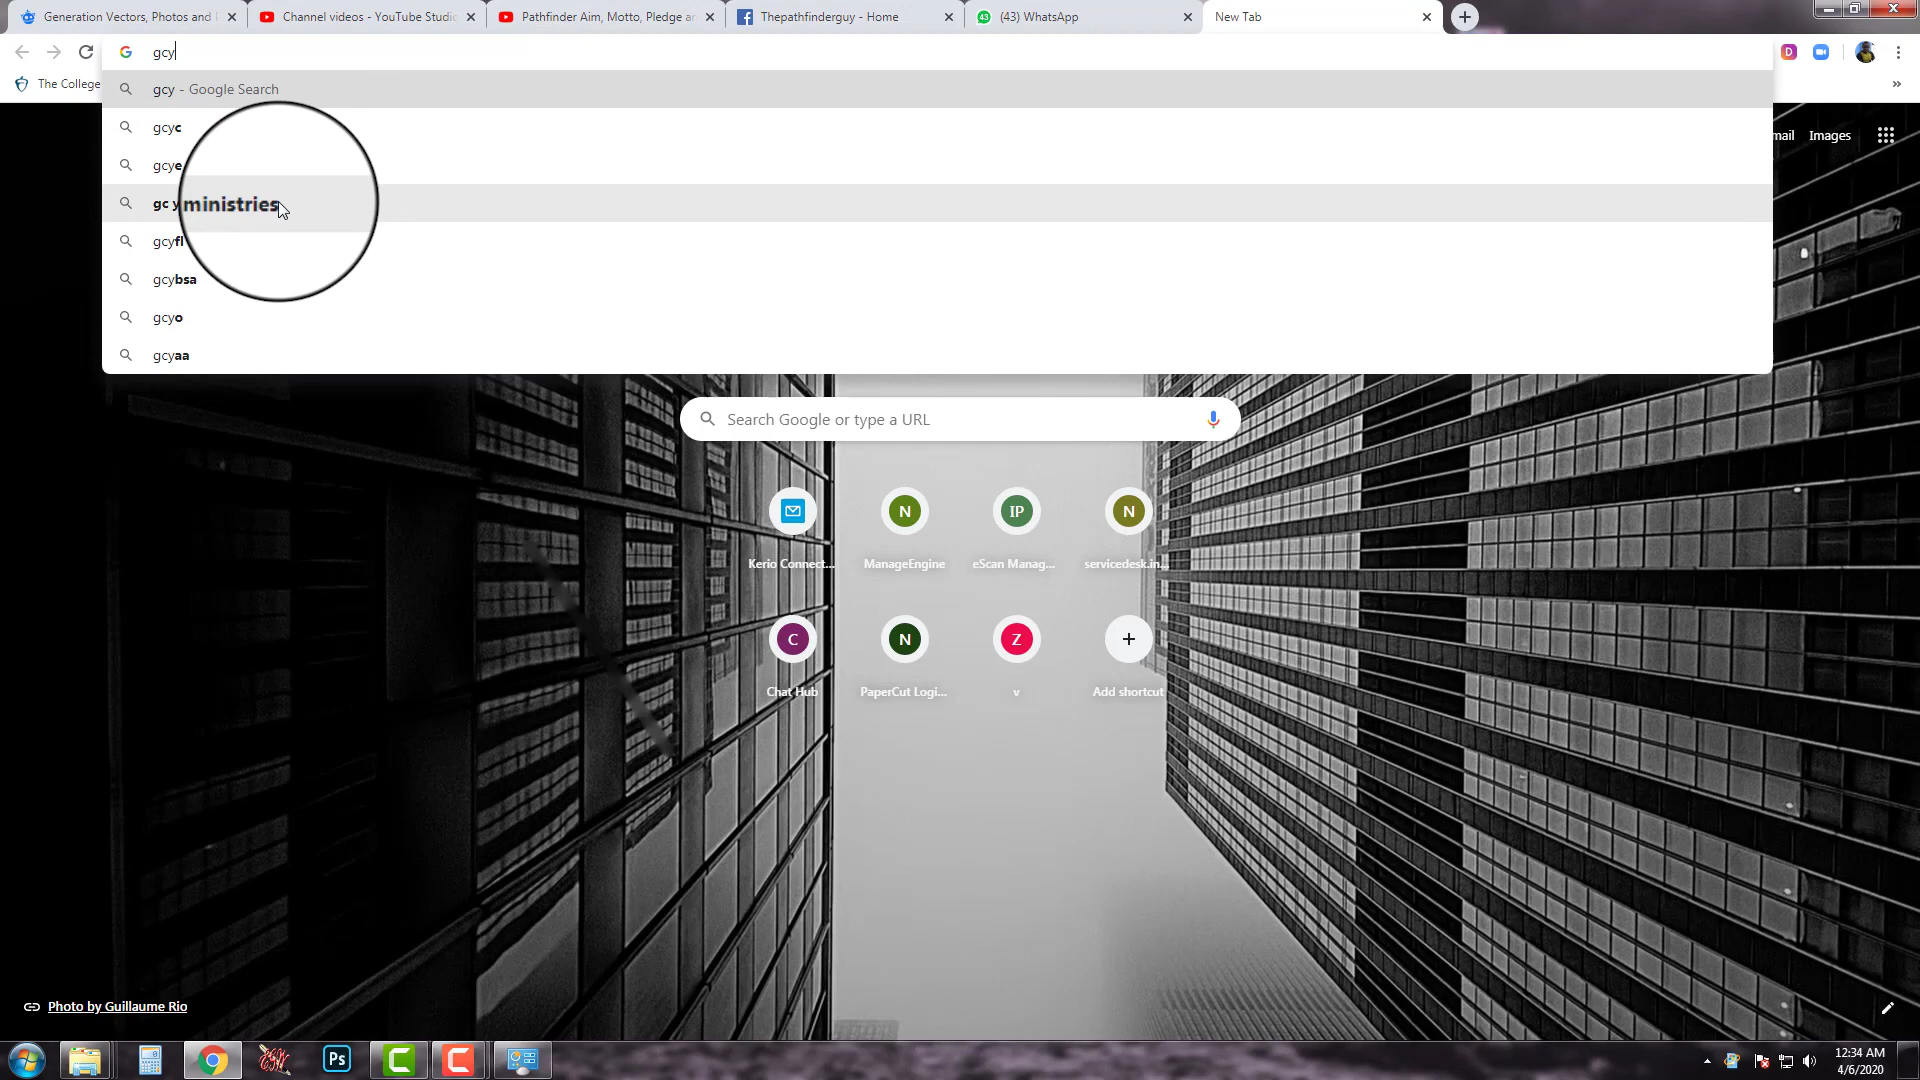 Generation Vectors, Photos and
Channel videos - YouTube Studio
Pathfinder Aim, Motto, Pledge an
Thepathfinderguy - Home
(43) WhatsApp
New Tab
gcy
The College
gcy - Google Search
gcyc
gcye
gc y ministries
gcyfl
gcybsa
gcyo
gcyaa
mail
Images
Search Google or type a URL
Kerio Connect...
ManageEngine
eScan Manag...
servicedesk.in...
Chat Hub
PaperCut Logi...
v
Add shortcut
Photo by Guillaume Rio
12:34 AM
4/6/2020